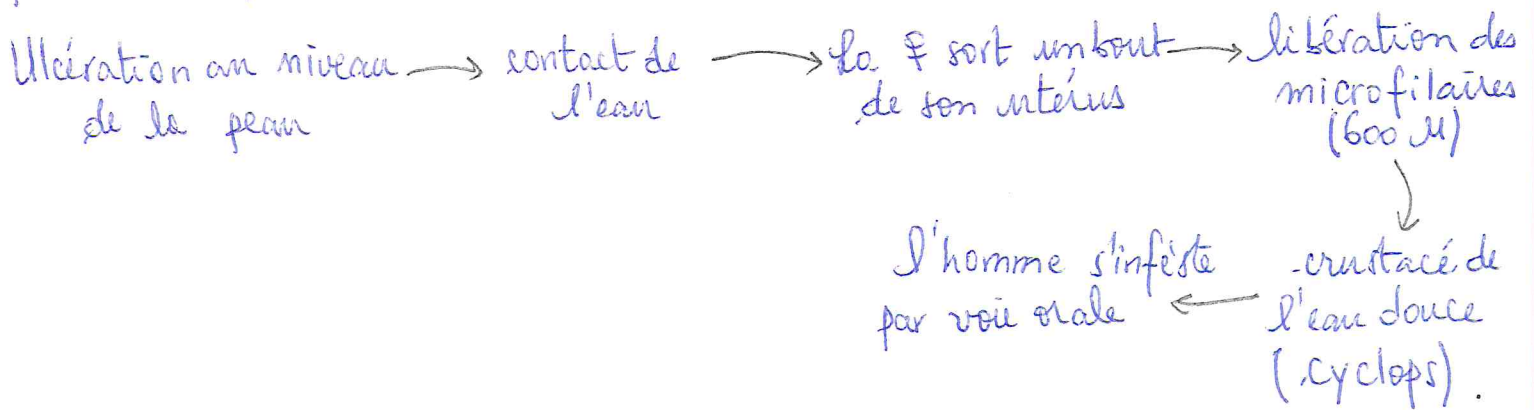 Ulcération au niveau de la peau → contact de l'eau → La ♀ sort un bout de son utérus → libération des microfilaires (600 µ)
↓
crustacé de l'eau douce (cyclops). → l'homme s'infeste par voie orale